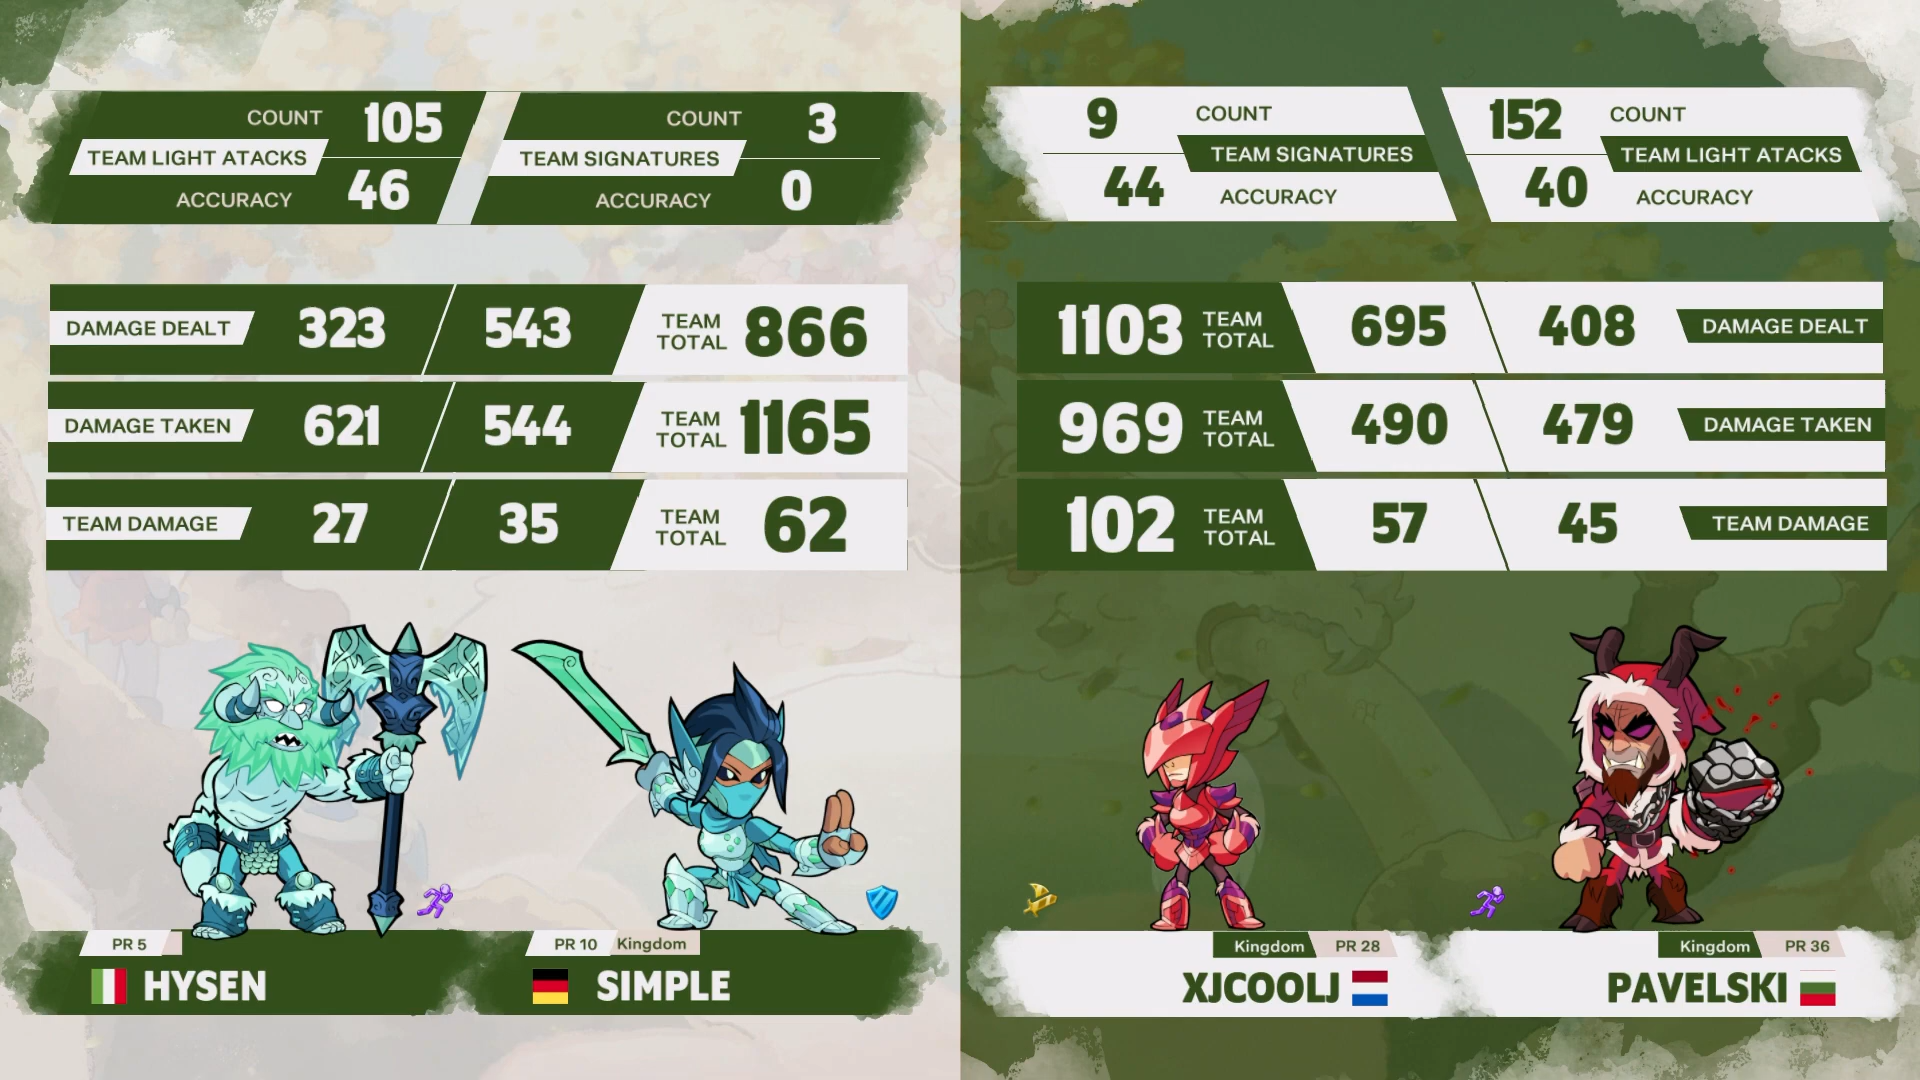 COUNT 105
TEAM LIGHT ATACKS
ACCURACY 46
COUNT 3
TEAM SIGNATURES
ACCURACY 0
9 COUNT
TEAM SIGNATURES
44 ACCURACY
152 COUNT
TEAM LIGHT ATACKS
40 ACCURACY
DAMAGE DEALT 323 543 TEAM TOTAL 866
DAMAGE TAKEN 621 544 TEAM TOTAL 1165
TEAM DAMAGE 27 35 TEAM TOTAL 62
1103 TEAM TOTAL 695 408 DAMAGE DEALT
969 TEAM TOTAL 490 479 DAMAGE TAKEN
102 TEAM TOTAL 57 45 TEAM DAMAGE
PR 5
HYSEN
PR 10 Kingdom
SIMPLE
Kingdom PR 28
XJCOOLJ
Kingdom PR 36
PAVELSKI